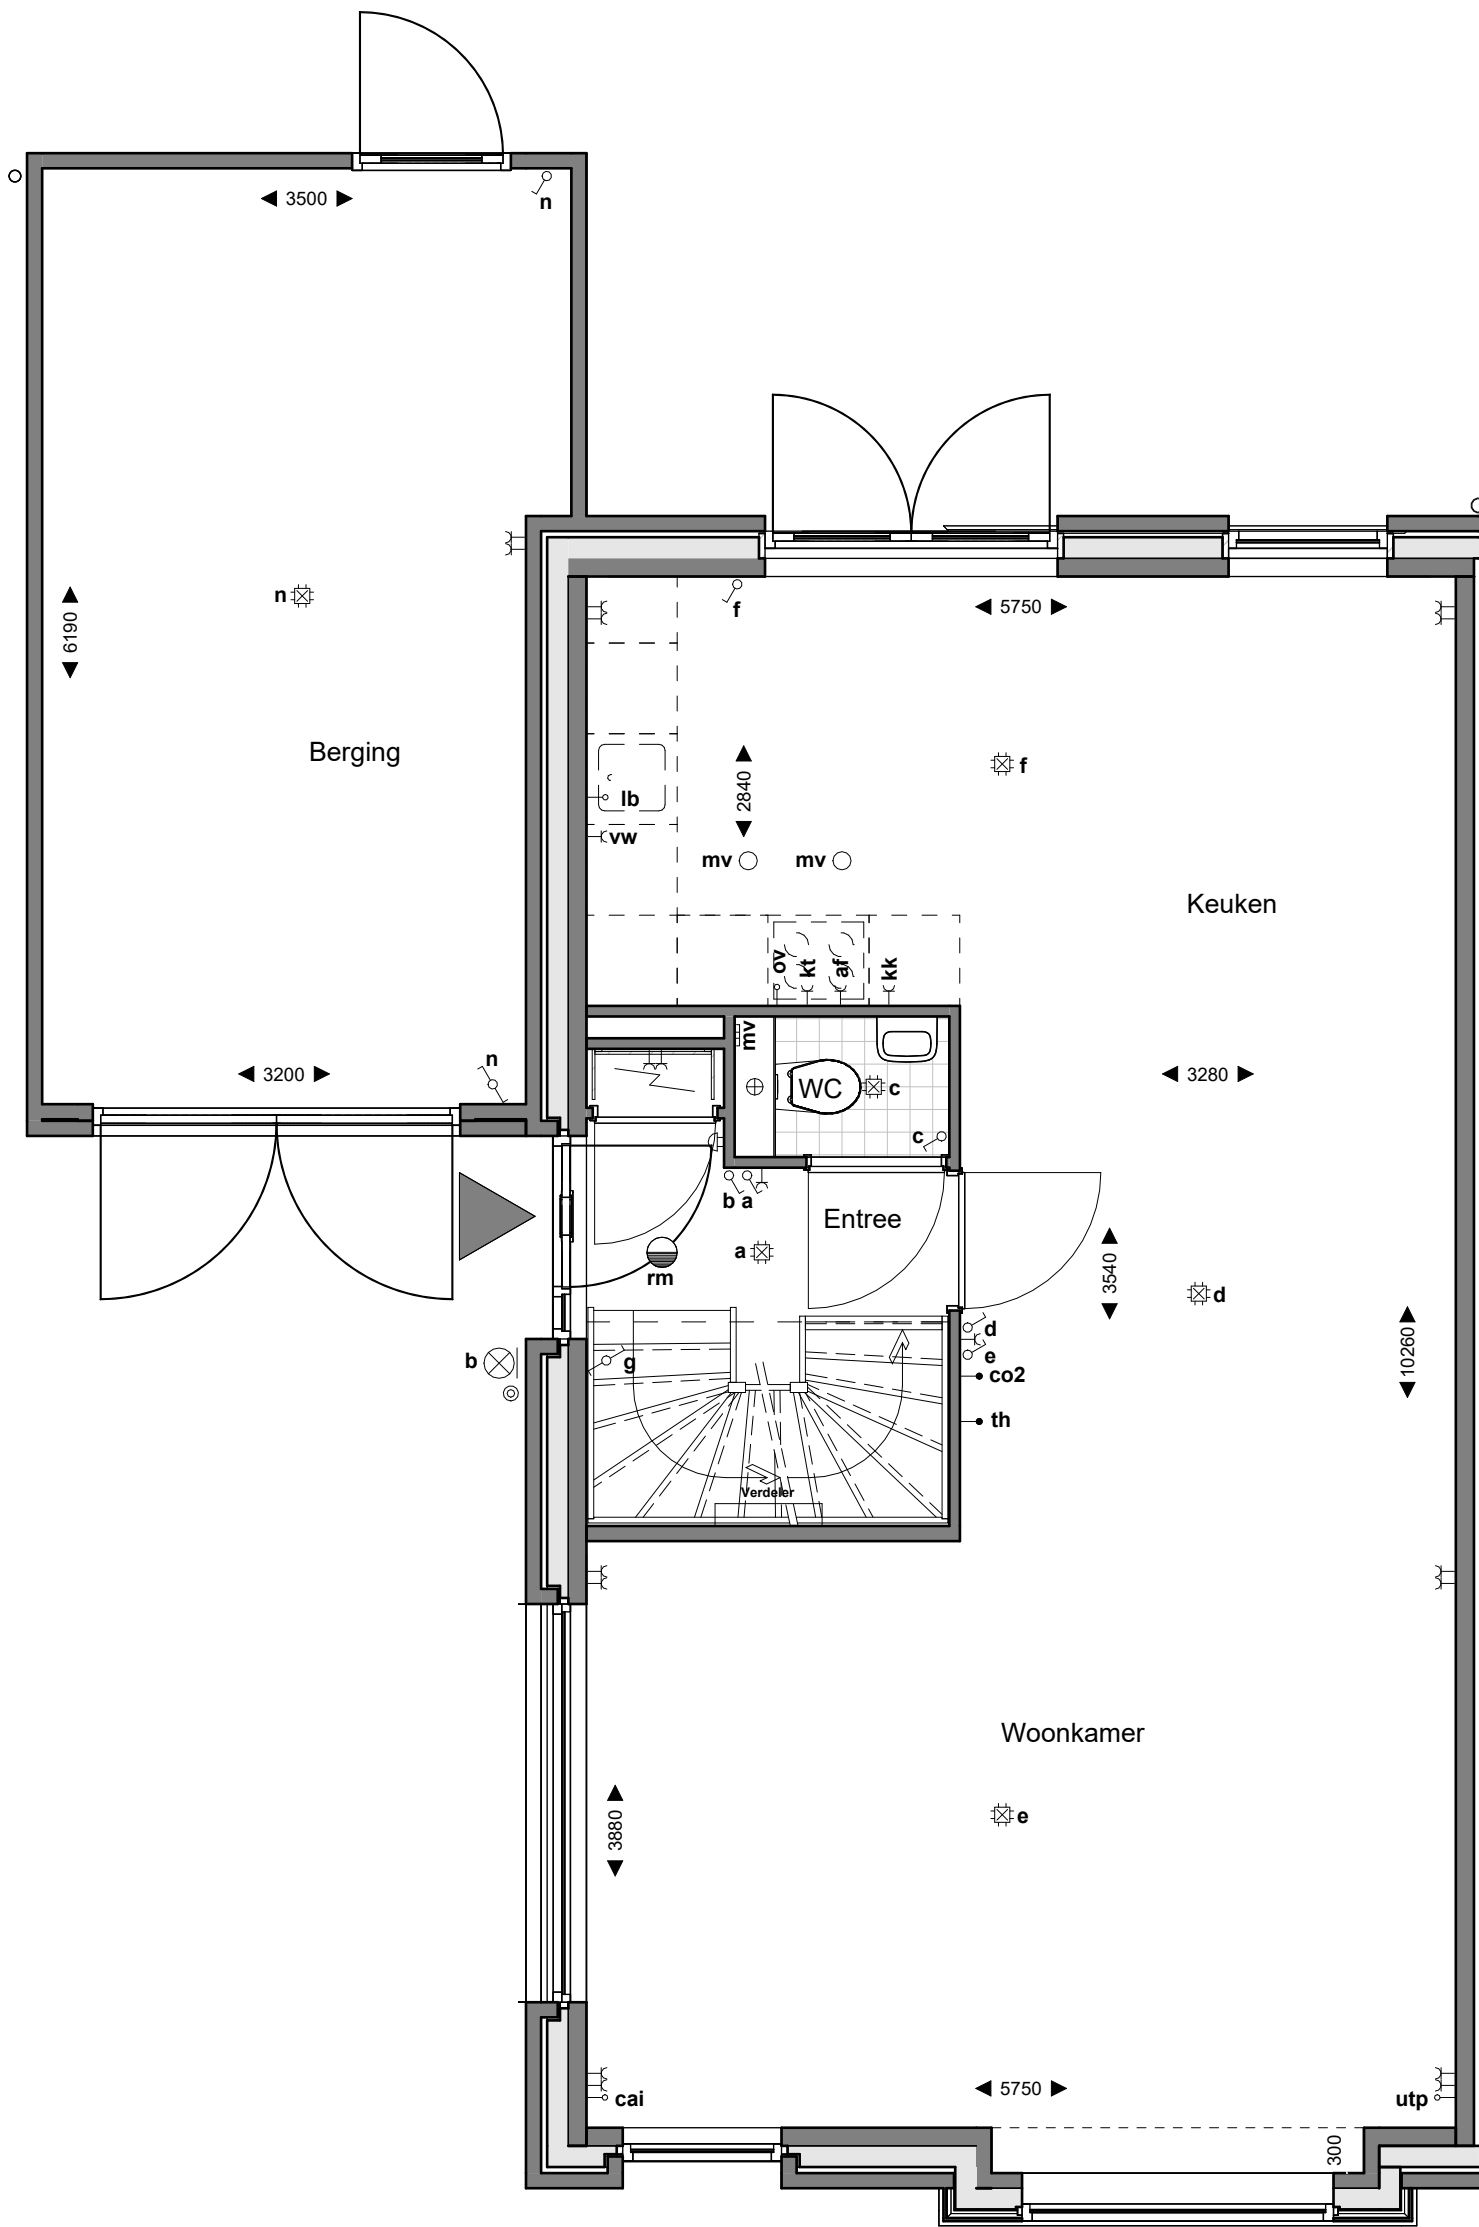 3500
n
n
6190
5750
f
Berging
f
2840
lb
vw
mv
mv
Keuken
ov
kt
af
kk
mv
n
3200
3280
WC
c
c
b
a
Entree
a
rm
3540
d
d
e
b
g
co2
10260
th
Verdeler
Woonkamer
e
3880
5750
cai
utp
300